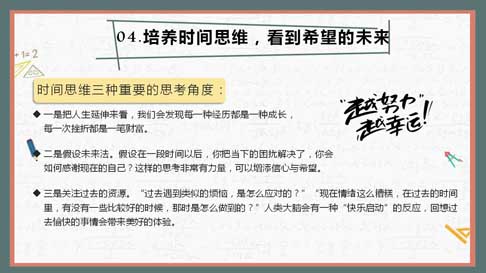 04.培养时间思维，看到希望的未来
+1=2
时间思维三种重要的思考角度：
◆ 一是把人生延伸来看，我们会发现每一种经历都是一种成长，
每一次挫折都是一笔财富。
“越努力”
越幸运！
◆ 二是假设未来法。假设在一段时间以后，你把当下的困扰解决了，你会
如何感谢现在的自己？这样的思考非常有力量，可以增添信心与希望。
◆ 三是关注过去的资源。“过去遇到类似的烦恼，是怎么应对的？”“现在情绪这么糟糕，在过去的时间
里，有没有一些比较好的时候，那时是怎么做到的？”人类大脑会有一种“快乐启动”的反应，回想过
去愉快的事情会带来美好的体验。